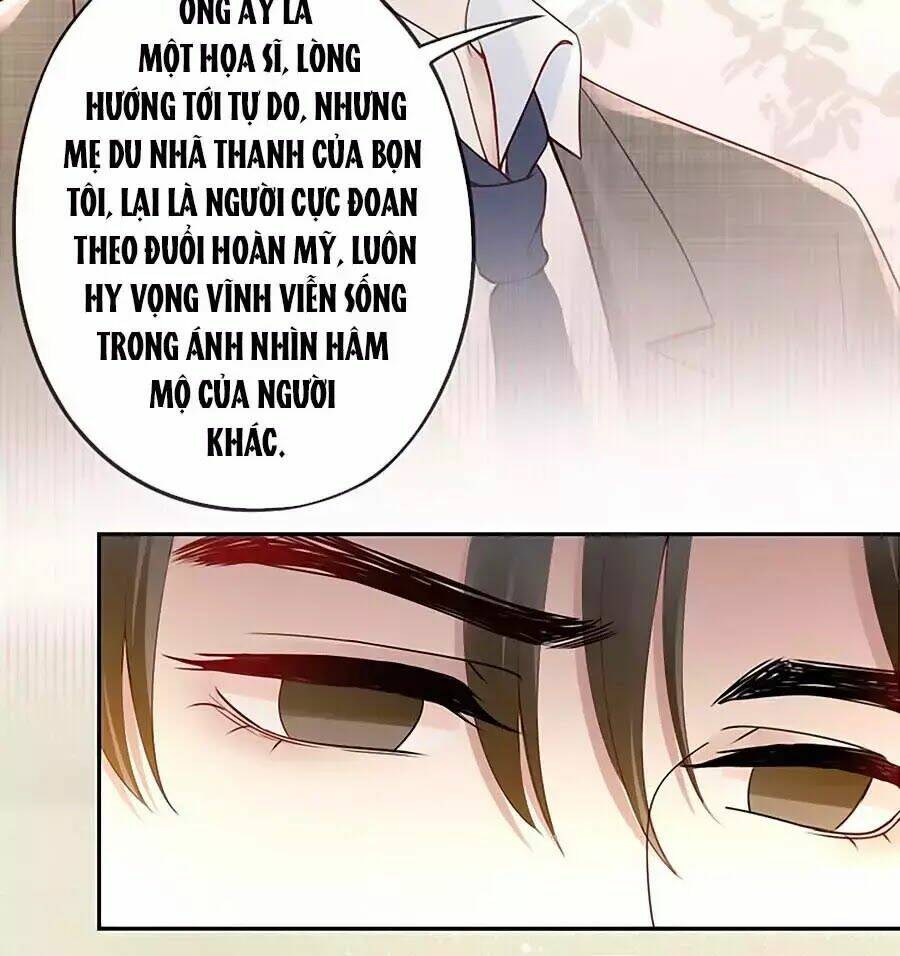 ÔNG ẤY LÀ
MỘT HỌA SĨ, LÒNG
HƯỚNG TỚI TỰ DO, NHƯNG
MẸ DU NHÃ THANH CỦA BỌN
TÔI, LẠI LÀ NGƯỜI CỰC ĐOAN
THEO ĐUỔI HOÀN MỸ, LUÔN
HY VỌNG VĨNH VIỄN SỐNG
TRONG ÁNH NHÌN HÂM
MỘ CỦA NGƯỜI
KHÁC.